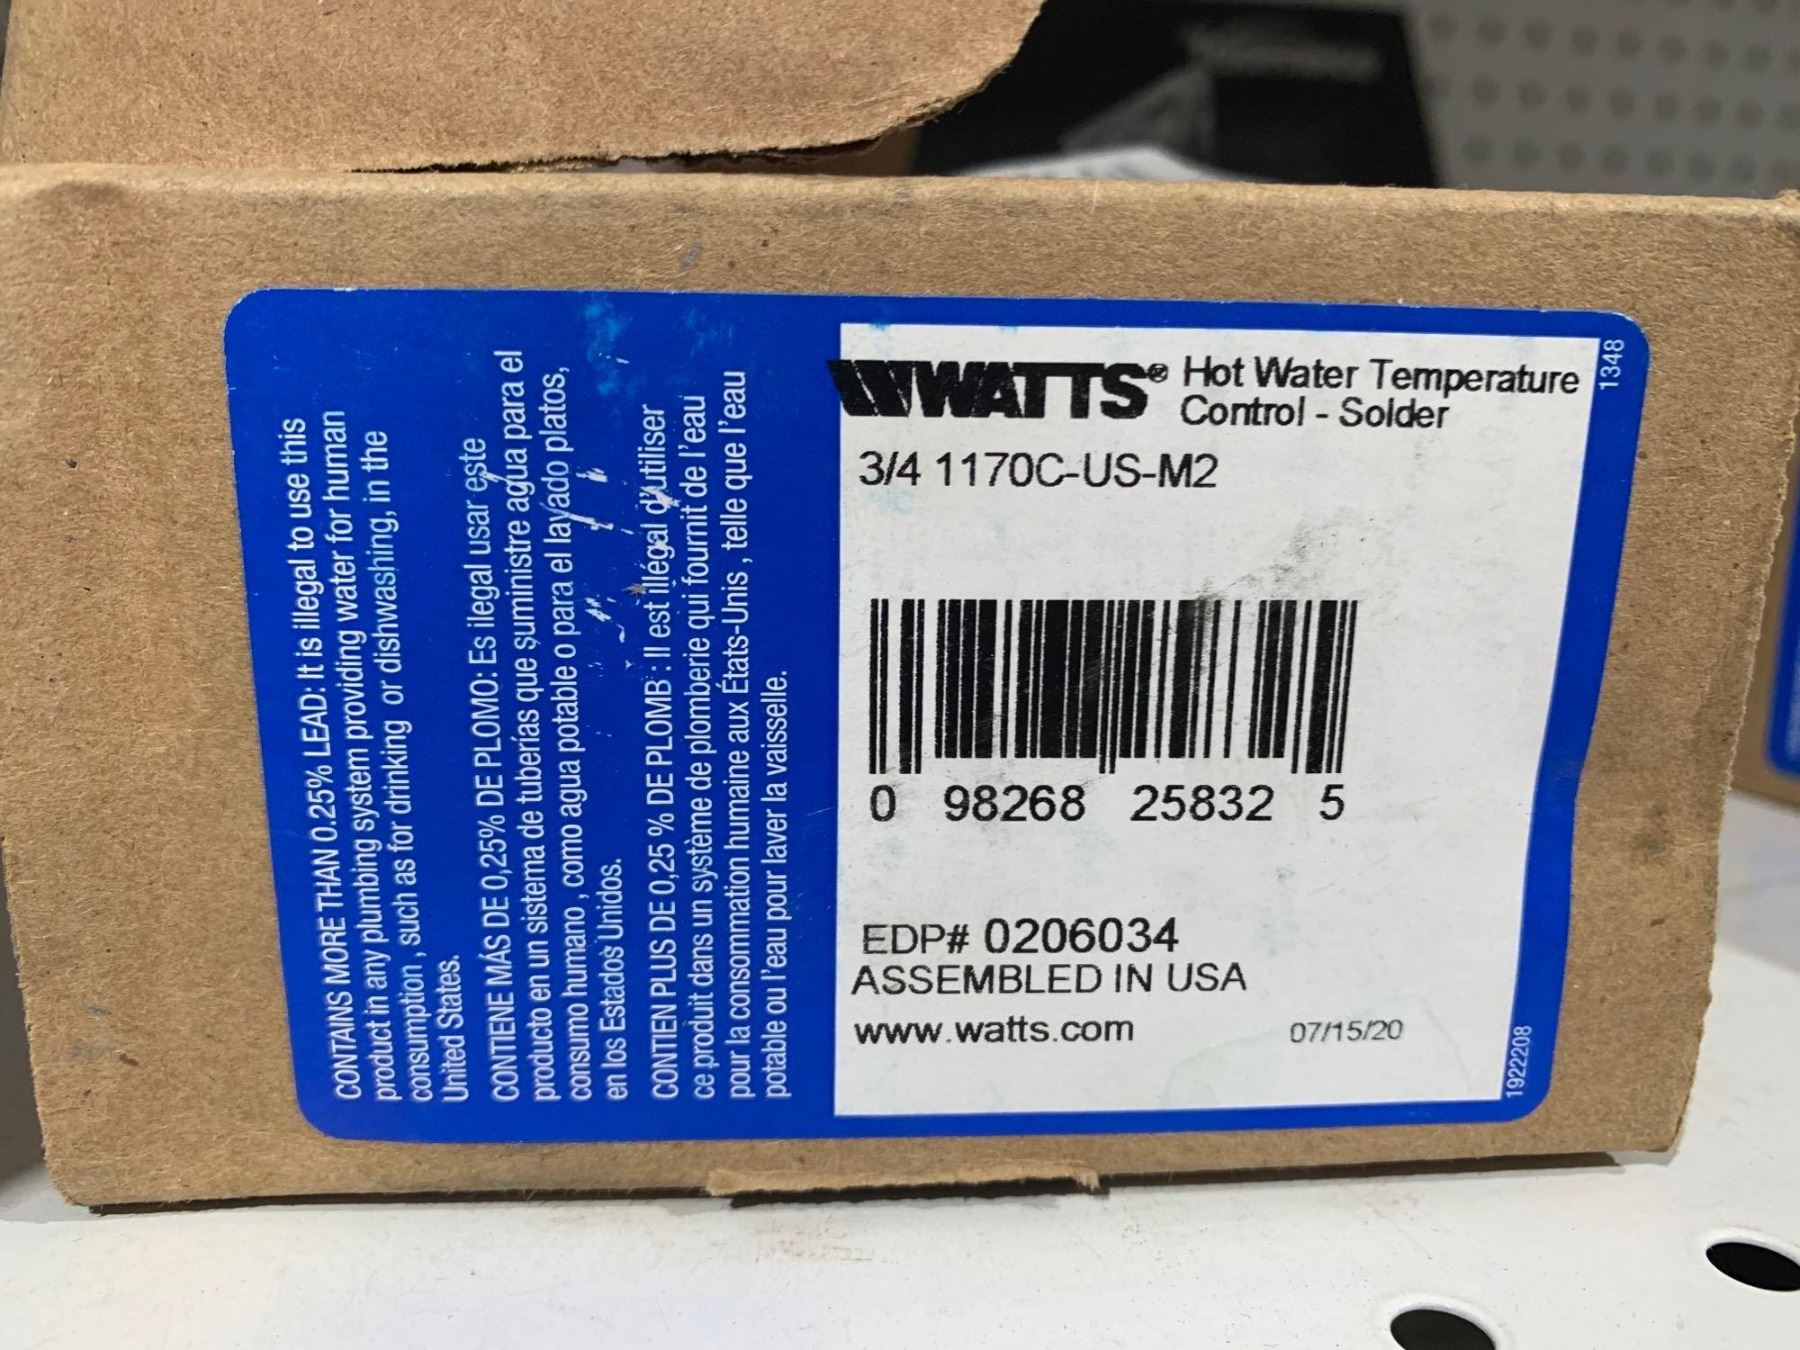 CONTAINS MORE THAN 0.25% LEAD: It is illegal to use this
product in any plumbing system providing water for human
consumption , such as for drinking or dishwashing, in the
United States.
CONTIENE MÁS DE 0,25% DE PLOMO: Es ilegal usar este
producto en un sistema de tuberías que suministre agua para el
consumo humano , como agua potable o para el lavado platos,
en los Estados Unidos.
CONTIEN PLUS DE 0,25 % DE PLOMB : Il est illégal d'utiliser
ce produit dans un système de plomberie qui fournit de l'eau
pour la consommation humaine aux États-Unis , telle que l'eau
potable ou l'eau pour laver la vaisselle.
WATTS® Hot Water Temperature
Control - Solder
3/4 1170C-US-M2
0 98268 25832 5
EDP# 0206034
ASSEMBLED IN USA
www.watts.com 07/15/20
1348
1922208